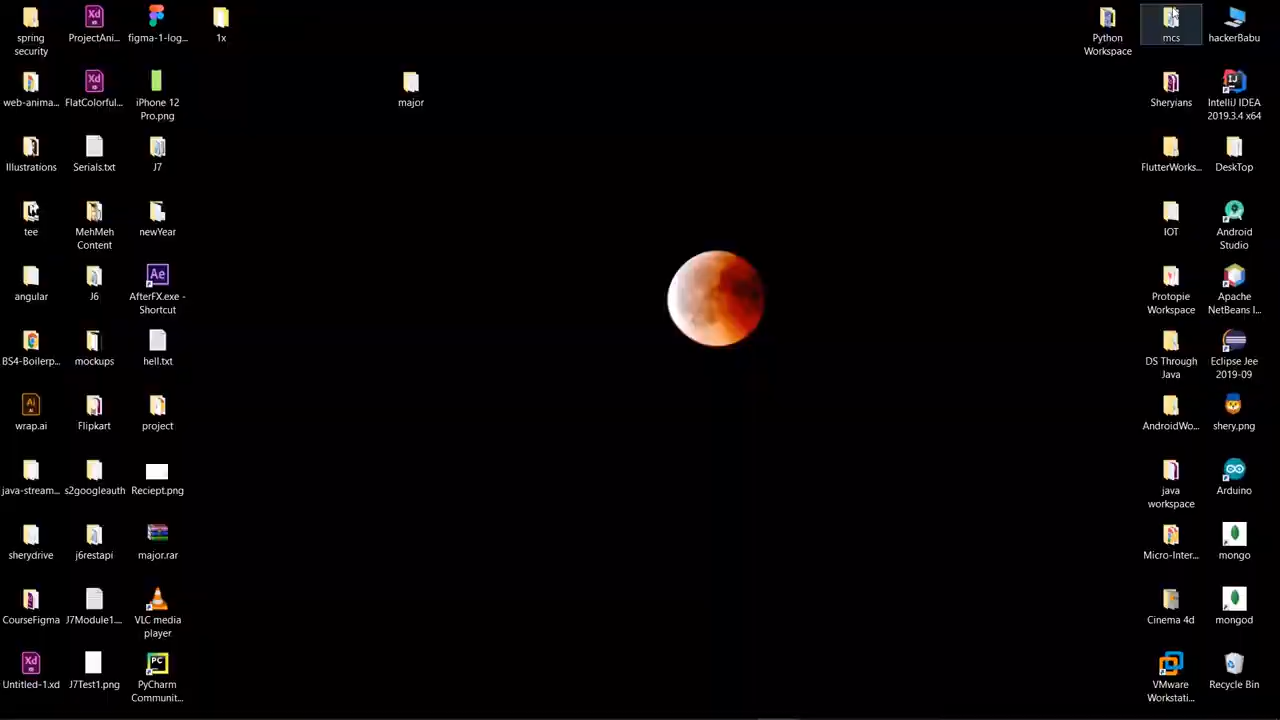 spring
security
ProjectAni...
figma-1-log...
1x
Python
Workspace
mcs
hackerBabu
web-anima...
FlatColorful...
iPhone 12
Pro.png
major
Sheryians
IntelliJ IDEA
2019.3.4 x64
Illustrations
Serials.txt
J7
FlutterWorks...
DeskTop
tee
MehMeh
Content
newYear
IOT
Android
Studio
angular
J6
AfterFX.exe -
Shortcut
Protopie
Workspace
Apache
NetBeans I...
BS4-Boilerp...
mockups
hell.txt
DS Through
Java
Eclipse Jee
2019-09
wrap.ai
Flipkart
project
AndroidWo...
shery.png
java-stream...
s2googleauth
Reciept.png
java
workspace
Arduino
sherydrive
j6restapi
major.rar
Micro-Inter...
mongo
CourseFigma
J7Module1....
VLC media
player
Cinema 4d
mongod
Untitled-1.xd
J7Test1.png
PyCharm
Communit...
VMware
Workstati...
Recycle Bin